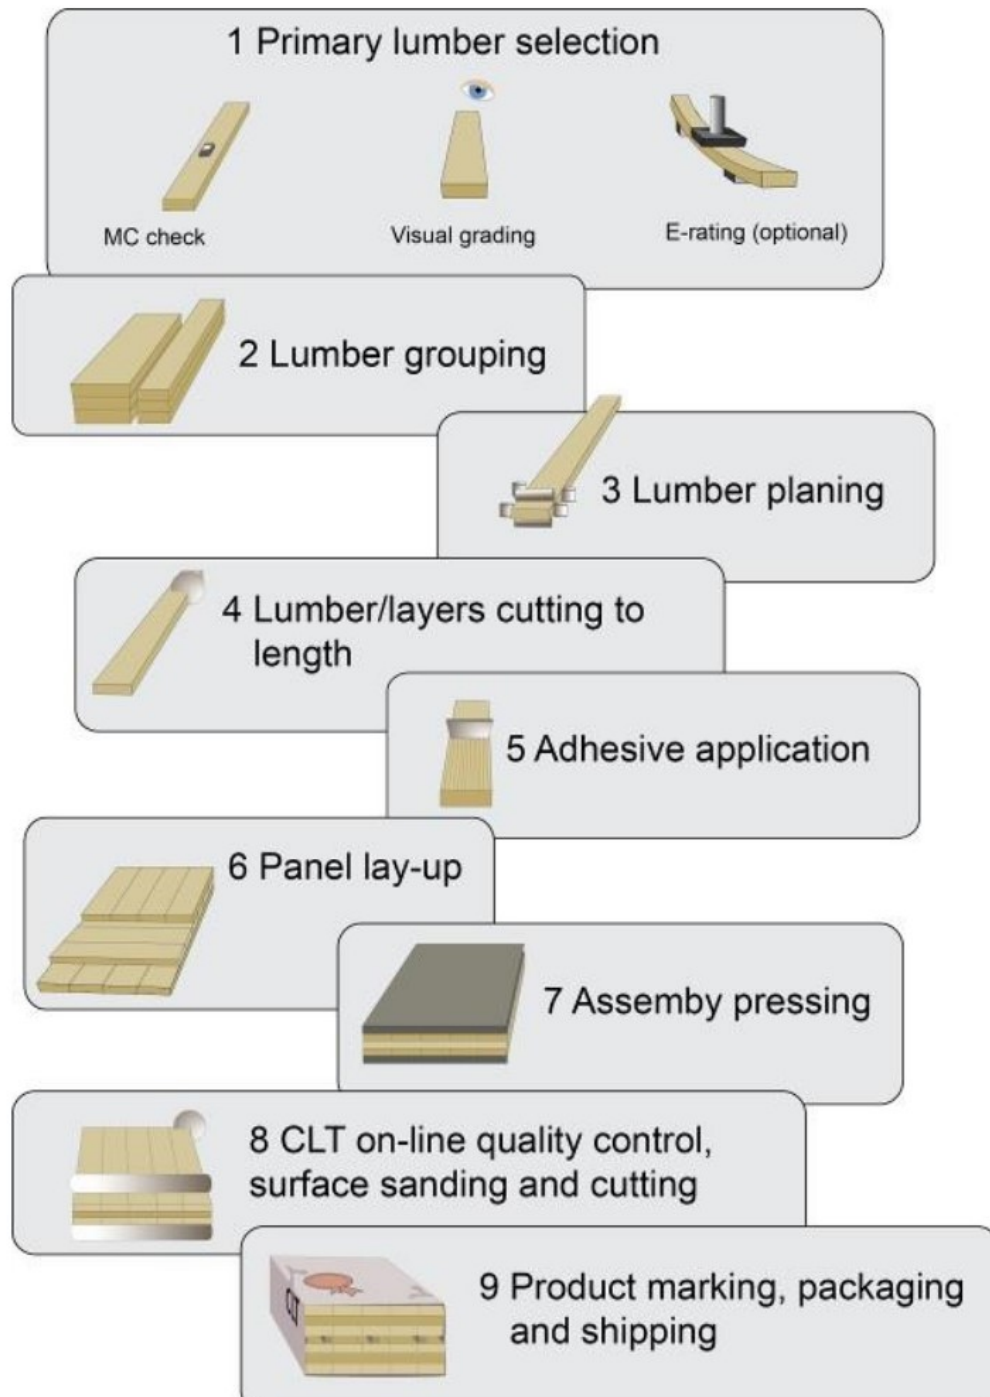 1 Primary lumber selection
MC check
Visual grading
E-rating (optional)
2 Lumber grouping
3 Lumber planing
4 Lumber/layers cutting to
length
5 Adhesive application
6 Panel lay-up
7 Assemby pressing
8 CLT on-line quality control,
surface sanding and cutting
CLT
9 Product marking, packaging
and shipping